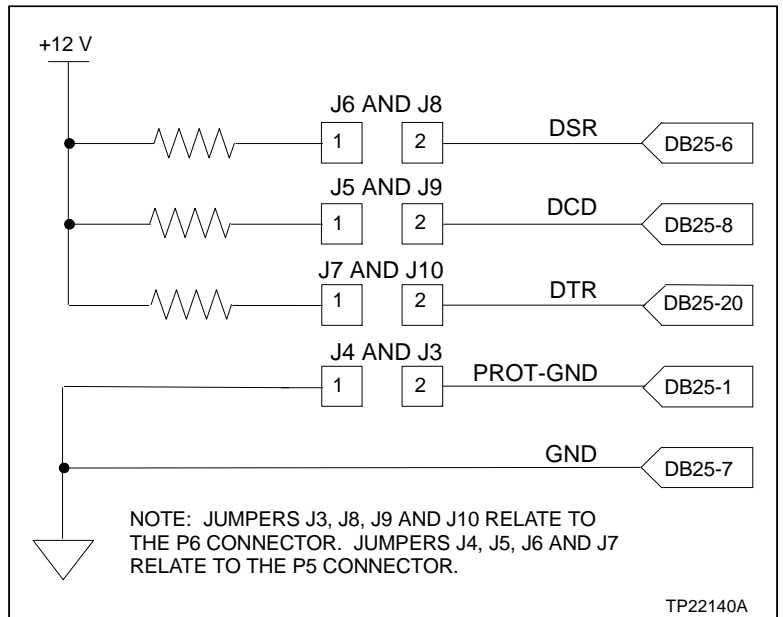 +12 V
J6 AND J8
1 2 DSR DB25-6
J5 AND J9
1 2 DCD DB25-8
J7 AND J10
1 2 DTR DB25-20
J4 AND J3
1 2 PROT-GND DB25-1
GND DB25-7
NOTE: JUMPERS J3, J8, J9 AND J10 RELATE TO
THE P6 CONNECTOR. JUMPERS J4, J5, J6 AND J7
RELATE TO THE P5 CONNECTOR.
TP22140A